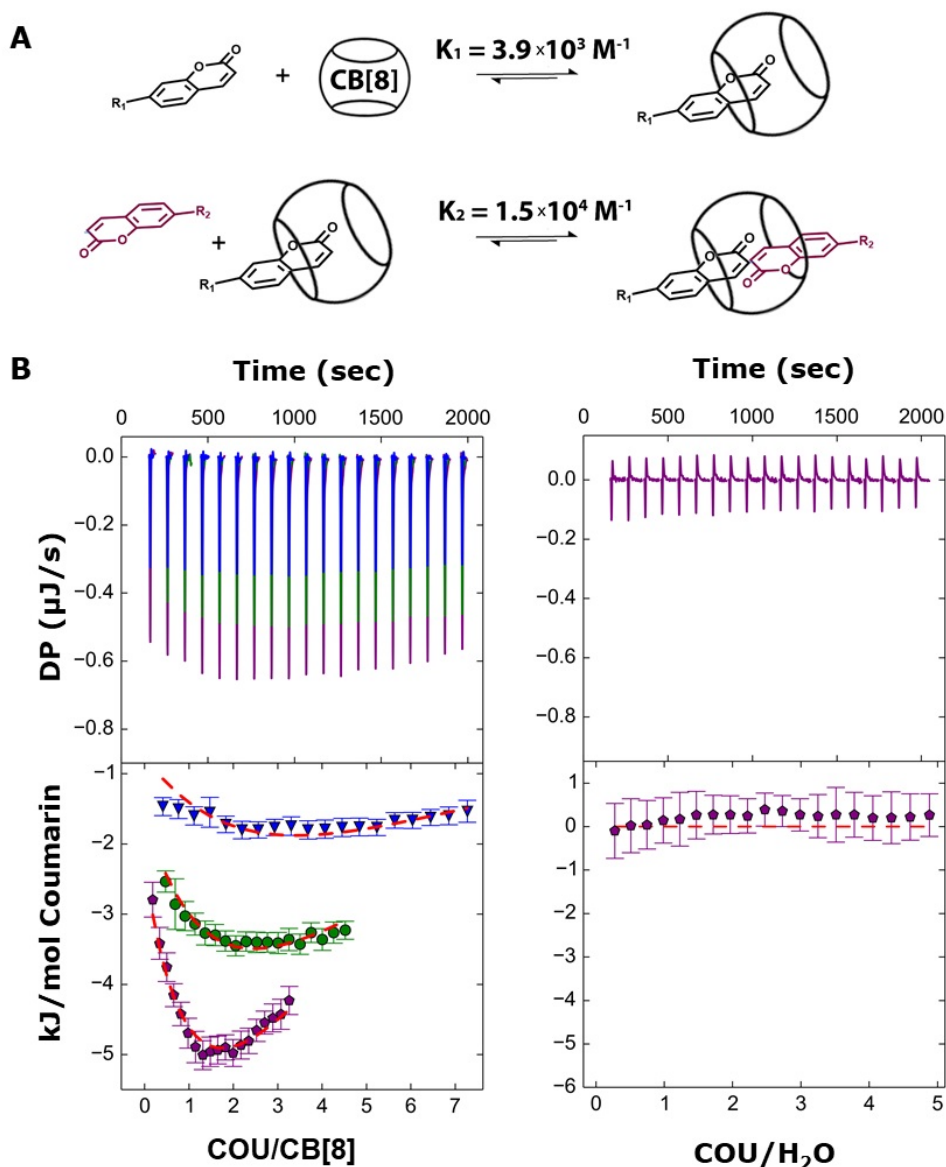 A
K₁ = 3.9 ×10³ M⁻¹
O
O
R₁
+
CB[8]
O
O
R₁
K₂ = 1.5 ×10⁴ M⁻¹
R₂
O
O
+
O
O
R₁
O
O
R₂
O
O
R₁
B
Time (sec)
Time (sec)
0 500 1000 1500 2000
0 500 1000 1500 2000
DP (µJ/s)
0.0
−0.2
−0.4
−0.6
−0.8
0.0
−0.2
−0.4
−0.6
−0.8
kJ/mol Coumarin
−1
−2
−3
−4
−5
1
0
−1
−2
−3
−4
−5
−6
0 1 2 3 4 5 6 7
0 1 2 3 4 5
COU/CB[8]
COU/H₂O